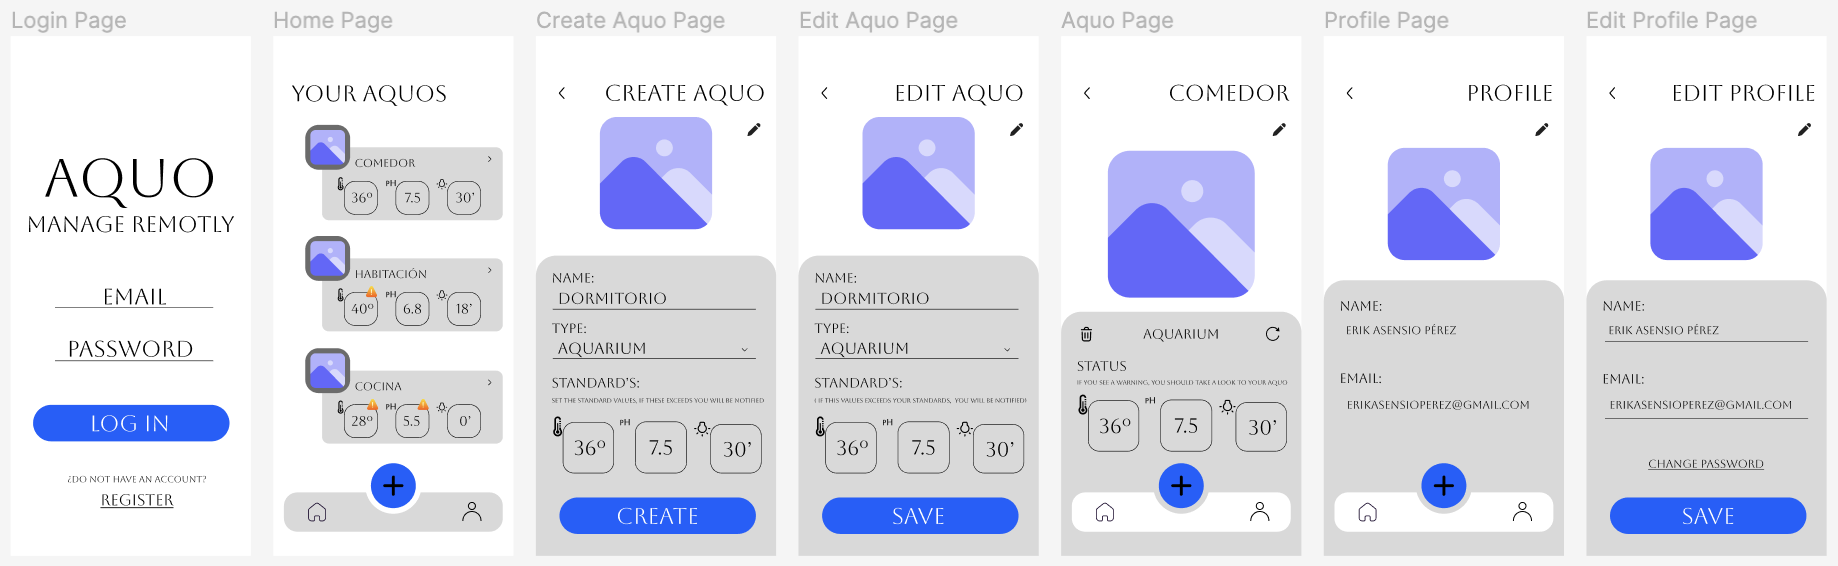 Login Page
AQUO
MANAGE REMOTLY
EMAIL
PASSWORD
LOG IN
¿DO NOT HAVE AN ACCOUNT?
REGISTER
Home Page
YOUR AQUOS
COMEDOR
PH
36º 7.5 30'
HABITACIÓN
PH
40º 6.8 18'
COCINA
PH
28º 5.5 0'
Create Aquo Page
CREATE AQUO
NAME:
DORMITORIO
TYPE:
AQUARIUM
STANDARD'S:
SET THE STANDARD VALUES, IF THESE EXCEEDS YOU WILL BE NOTIFIED
PH
36º 7.5 30'
CREATE
Edit Aquo Page
EDIT AQUO
NAME:
DORMITORIO
TYPE:
AQUARIUM
STANDARD'S:
IF THIS VALUES EXCEEDS YOUR STANDARDS, YOU WILL BE NOTIFIED!
PH
36º 7.5 30'
SAVE
Aquo Page
COMEDOR
AQUARIUM
STATUS
IF YOU SEE A WARNING, YOU SHOULD TAKE A LOOK TO YOUR AQUO
PH
36º 7.5 30'
Profile Page
PROFILE
NAME:
ERIK ASENSIO PÉREZ
EMAIL:
ERIKASENSIOPEREZ@GMAIL.COM
Edit Profile Page
EDIT PROFILE
NAME:
ERIK ASENSIO PÉREZ
EMAIL:
ERIKASENSIOPEREZ@GMAIL.COM
CHANGE PASSWORD
SAVE